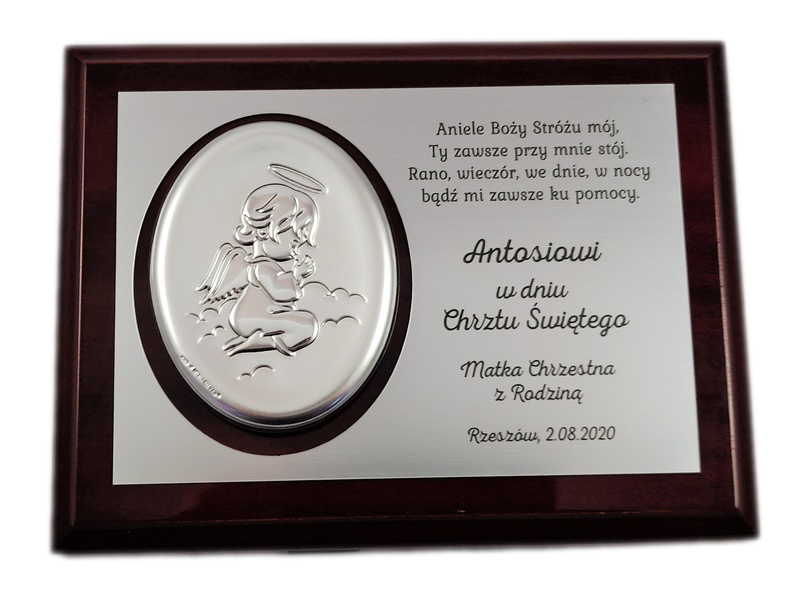 Aniele Boży Stróżu mój,
Ty zawsze przy mnie stój.
Rano, wieczór, we dnie, w nocy
bądź mi zawsze ku pomocy.
Antosiowi
w dniu
Chrztu Świętego
Matka Chrzestna
z Rodziną
Rzeszów, 2.08.2020